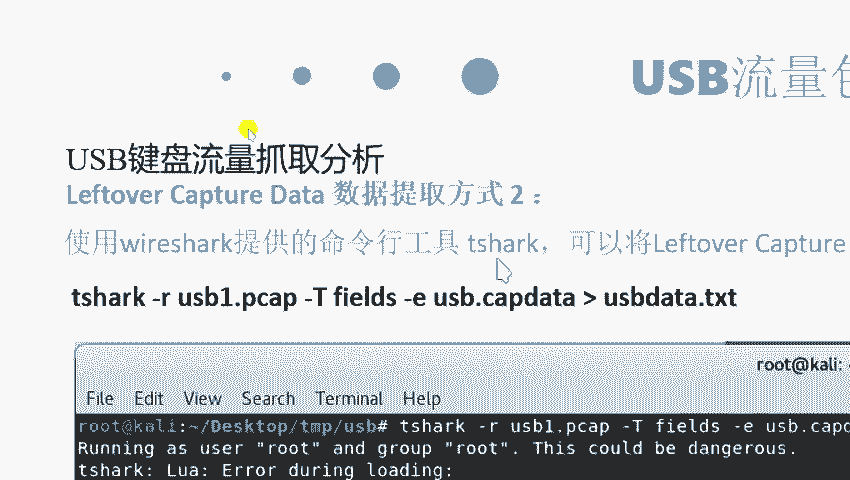 USB流量
USB键盘流量抓取分析
Leftover Capture Data 数据提取方式 2：
使用wireshark提供的命令行工具 tshark，可以将Leftover Capture
tshark -r usb1.pcap -T fields -e usb.capdata > usbdata.txt
root@kali:
File Edit View Search Terminal Help
root@kali:~/Desktop/tmp/usb# tshark -r usb1.pcap -T fields -e usb.capd
Running as user "root" and group "root". This could be dangerous.
tshark: Lua: Error during loading: